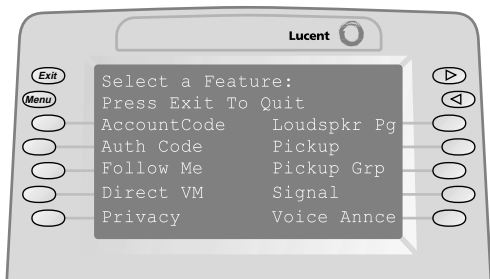 Lucent
Exit
Menu
Select a Feature:
Press Exit To Quit
AccountCode Loudspkr Pg
Auth Code Pickup
Follow Me Pickup Grp
Direct VM Signal
Privacy Voice Annce